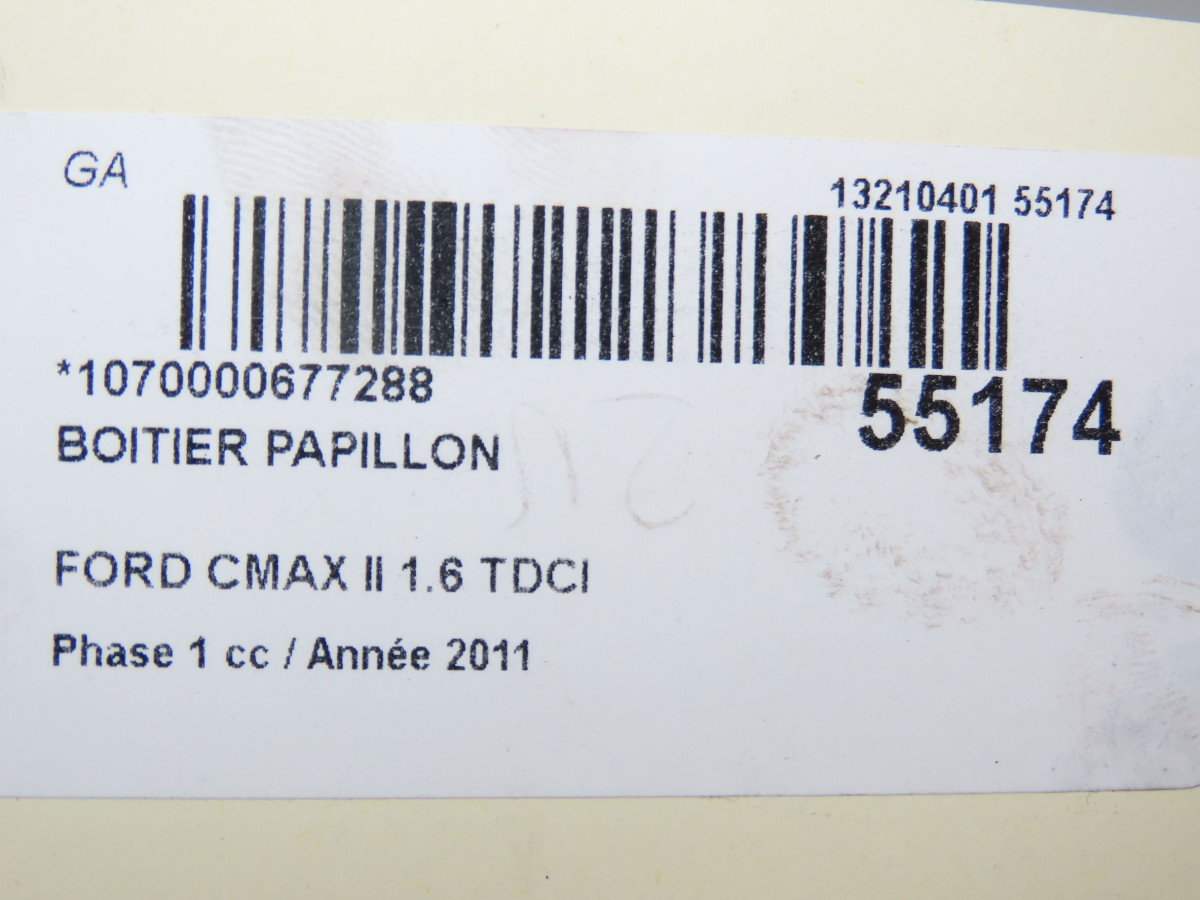 GA
13210401 55174
*1070000677288
55174
BOITIER PAPILLON
FORD CMAX II 1.6 TDCI
Phase 1 cc / Année 2011